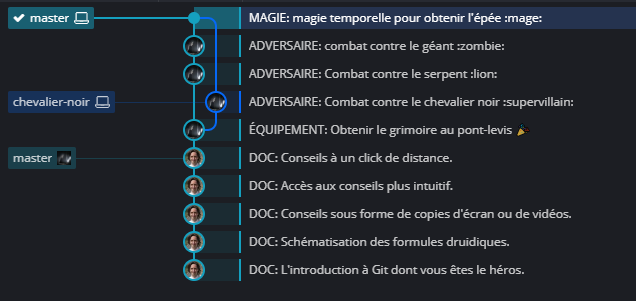 master MAGIE: magie temporelle pour obtenir l'épée :mage:
ADVERSAIRE: combat contre le géant :zombie:
ADVERSAIRE: Combat contre le serpent :lion:
chevalier-noir ADVERSAIRE: Combat contre le chevalier noir :supervillain:
ÉQUIPEMENT: Obtenir le grimoire au pont-levis 🎉
master DOC: Conseils à un click de distance.
DOC: Accès aux conseils plus intuitif.
DOC: Conseils sous forme de copies d'écran ou de vidéos.
DOC: Schématisation des formules druidiques.
DOC: L'introduction à Git dont vous êtes le héros.